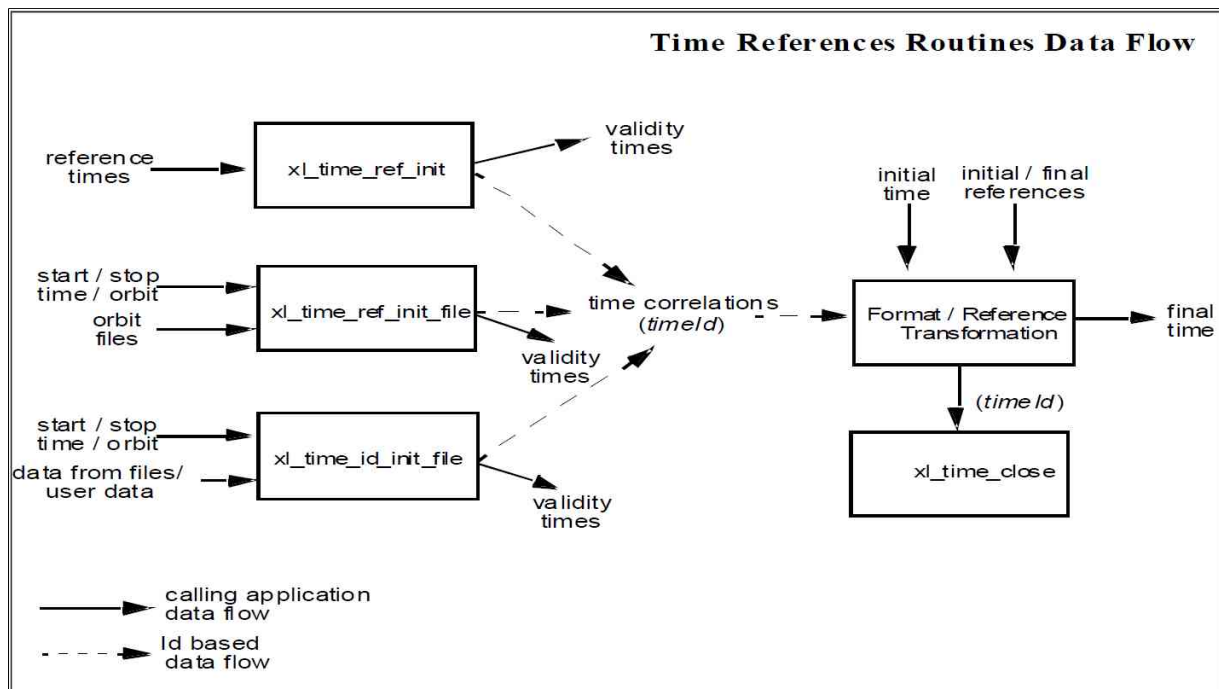 Time References Routines Data Flow
reference
times
xl_time_ref_init
validity
times
initial
time
initial / final
references
start / stop
time / orbit
orbit
files
xl_time_ref_init_file
validity
times
time correlations
(timeId)
Format / Reference
Transformation
final
time
(timeId)
start / stop
time / orbit
data from files/
user data
xl_time_id_init_file
validity
times
xl_time_close
calling application
data flow
Id based
data flow